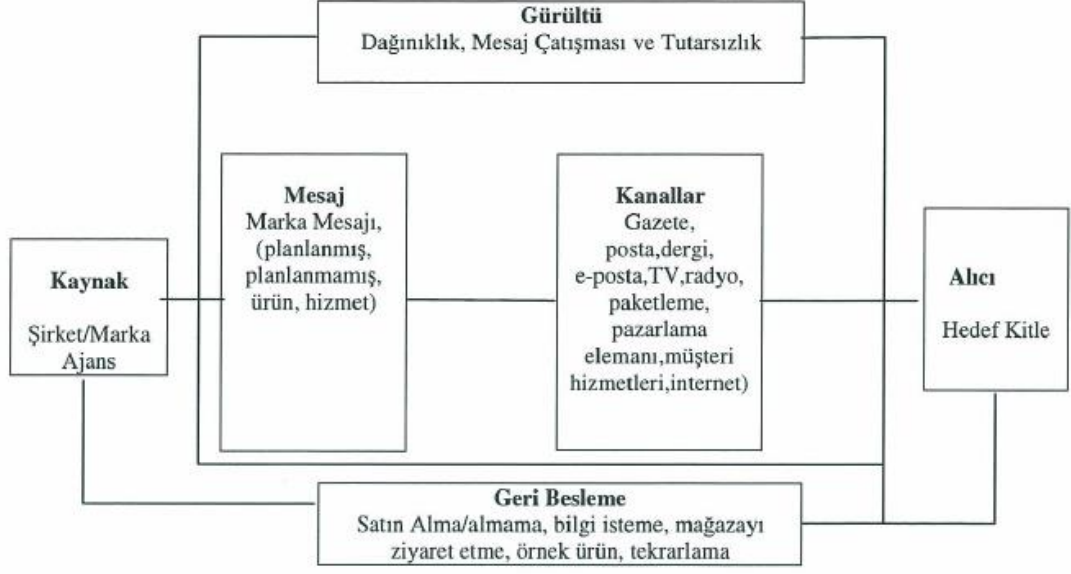 Gürültü
Dağınıklık, Mesaj Çatışması ve Tutarsızlık
Kaynak
Şirket/Marka
Ajans
Mesaj
Marka Mesajı,
(planlanmış,
planlanmamış,
ürün, hizmet)
Kanallar
Gazete,
posta,dergi,
e-posta,TV,radyo,
paketleme,
pazarlama
elemanı,müşteri
hizmetleri,internet)
Alıcı
Hedef Kitle
Geri Besleme
Satın Alma/almama, bilgi isteme, mağazayı
ziyaret etme, örnek ürün, tekrarlama